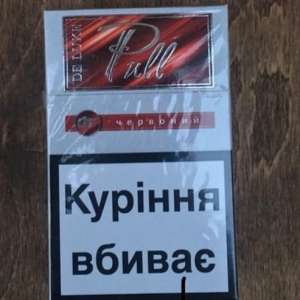 DE LUXE
Pull
червоний
Куріння
вбиває